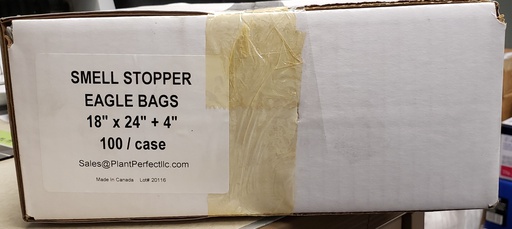 SMELL STOPPER
EAGLE BAGS
18" x 24" + 4"
100 / case
Sales@PlantPerfectllc.com
Made in Canada Lot# 20116